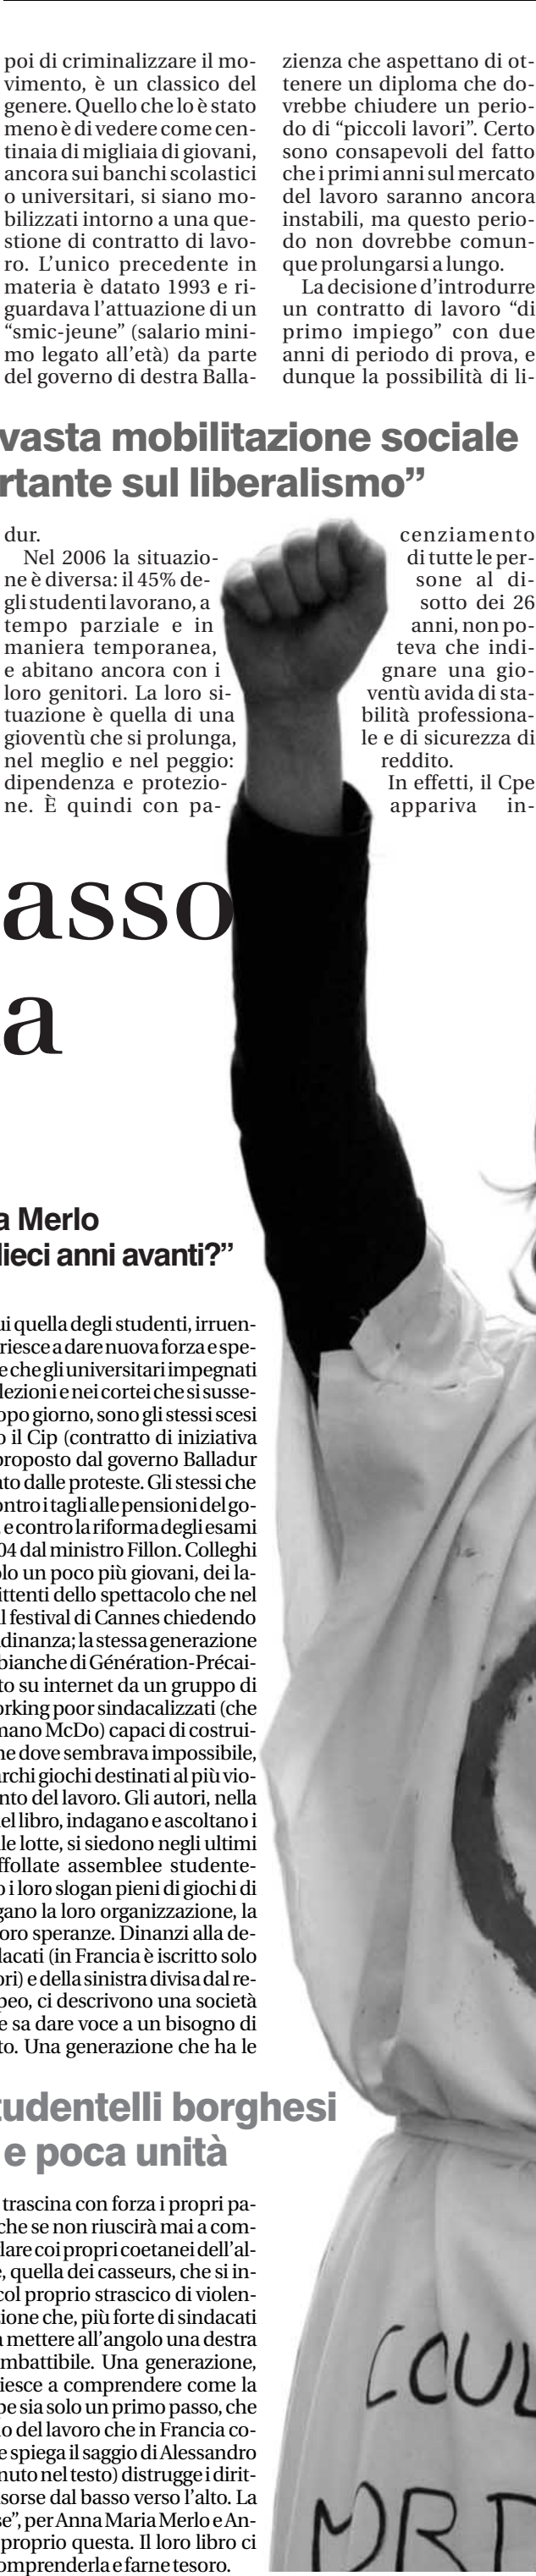 poi di criminalizzare il mo-
vimento, è un classico del
genere. Quello che lo è stato
meno è di vedere come cen-
tinaia di migliaia di giovani,
ancora sui banchi scolastici
o universitari, si siano mo-
bilizzati intorno a una que-
stione di contratto di lavo-
ro. L'unico precedente in
materia è datato 1993 e ri-
guardava l'attuazione di un
“smic-jeune” (salario mini-
mo legato all'età) da parte
del governo di destra Balla-
zienza che aspettano di ot-
tenere un diploma che do-
vrebbe chiudere un perio-
do di “piccoli lavori”. Certo
sono consapevoli del fatto
che i primi anni sul mercato
del lavoro saranno ancora
instabili, ma questo perio-
do non dovrebbe comun-
que prolungarsi a lungo.
La decisione d'introdurre
un contratto di lavoro “di
primo impiego” con due
anni di periodo di prova, e
dunque la possibilità di li-
vasta mobilitazione sociale
rtante sul liberalismo”
dur.
Nel 2006 la situazio-
ne è diversa: il 45% de-
gli studenti lavorano, a
tempo parziale e in
maniera temporanea,
e abitano ancora con i
loro genitori. La loro si-
tuazione è quella di una
gioventù che si prolunga,
nel meglio e nel peggio:
dipendenza e protezio-
ne. È quindi con pa-
cenziamento
di tutte le per-
sone al di-
sotto dei 26
anni, non po-
teva che indi-
gnare una gio-
ventù avida di sta-
bilità professiona-
le e di sicurezza di
reddito.
In effetti, il Cpe
appariva in-
asso
a
a Merlo
lieci anni avanti?”
ui quella degli studenti, irruen-
riesce a dare nuova forza e spe-
e che gli universitari impegnati
lezioni e nei cortei che si susse-
opo giorno, sono gli stessi scesi
o il Cip (contratto di iniziativa
proposto dal governo Balladur
ato dalle proteste. Gli stessi che
ontro i tagli alle pensioni del go-
e contro la riforma degli esami
04 dal ministro Fillon. Colleghi
olo un poco più giovani, dei la-
ittenti dello spettacolo che nel
l festival di Cannes chiedendo
dinanza; la stessa generazione
bianche di Génération-Précai-
to su internet da un gruppo di
orking poor sindacalizzati (che
mano McDo) capaci di costrui-
ne dove sembrava impossibile,
archi giochi destinati al più vio-
nto del lavoro. Gli autori, nella
el libro, indagano e ascoltano i
lle lotte, si siedono negli ultimi
ffollate assemblee studente-
o i loro slogan pieni di giochi di
gano la loro organizzazione, la
oro speranze. Dinanzi alla de-
lacati (in Francia è iscritto solo
ori) e della sinistra divisa dal re-
peo, ci descrivono una società
e sa dare voce a un bisogno di
to. Una generazione che ha le
tudentelli borghesi
e poca unità
trascina con forza i propri pa-
che se non riuscirà mai a com-
lare coi propri coetanei dell'al-
e, quella dei casseurs, che si in-
col proprio strascico di violen-
zione che, più forte di sindacati
a mettere all'angolo una destra
mbattibile. Una generazione,
iesce a comprendere come la
pe sia solo un primo passo, che
o del lavoro che in Francia co-
e spiega il saggio di Alessandro
nuto nel testo) distrugge i dirit-
isorse dal basso verso l'alto. La
se”, per Anna Maria Merlo e An-
proprio questa. Il loro libro ci
omprenderla e farne tesoro.
COUL
ORD